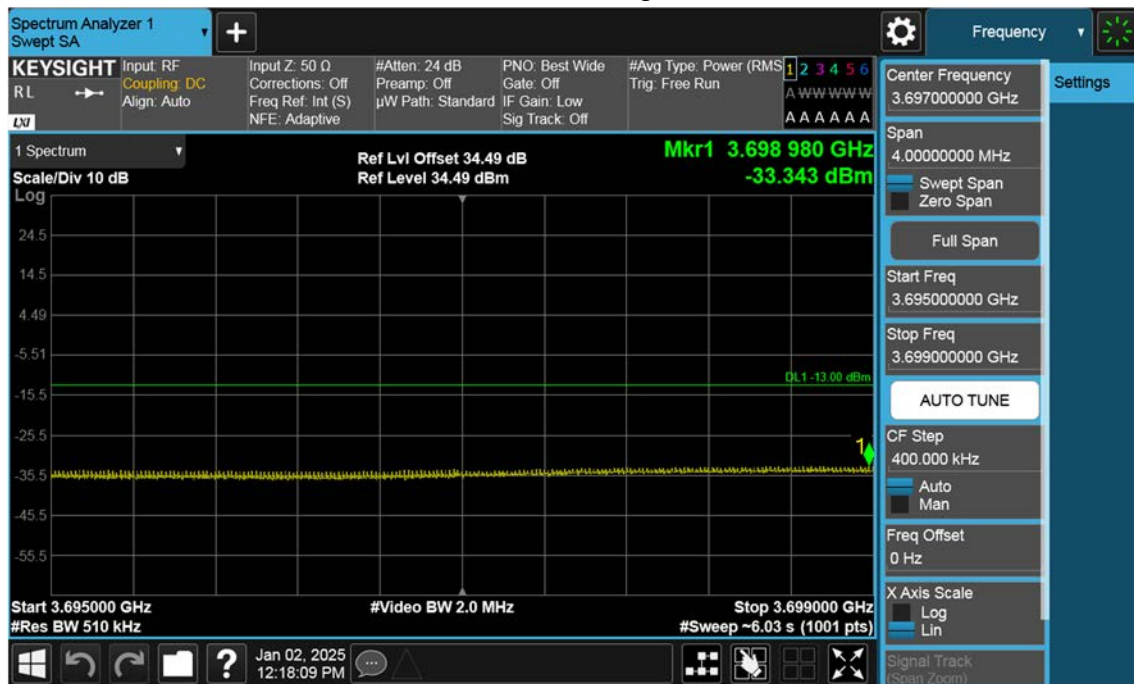 Spectrum Analyzer 1
Swept SA
+
Frequency
KEYSIGHT
RL
LXI
Input: RF
Coupling: DC
Align: Auto
Input Z: 50 Ω
Corrections: Off
Freq Ref: Int (S)
NFE: Adaptive
#Atten: 24 dB
Preamp: Off
µW Path: Standard
PNO: Best Wide
Gate: Off
IF Gain: Low
Sig Track: Off
#Avg Type: Power (RMS
Trig: Free Run
1 2 3 4 5 6
A W W W W W
A A A A A A
1 Spectrum
Scale/Div 10 dB
Log
Ref Lvl Offset 34.49 dB
Ref Level 34.49 dBm
Mkr1 3.698 980 GHz
-33.343 dBm
24.5
14.5
4.49
-5.51
DL1 -13.00 dBm
-15.5
-25.5
1
-35.5
-45.5
-55.5
Start 3.695000 GHz
#Res BW 510 kHz
#Video BW 2.0 MHz
Stop 3.699000 GHz
#Sweep ~6.03 s (1001 pts)
Center Frequency
3.697000000 GHz
Span
4.00000000 MHz
Swept Span
Zero Span
Full Span
Start Freq
3.695000000 GHz
Stop Freq
3.699000000 GHz
AUTO TUNE
CF Step
400.000 kHz
Auto
Man
Freq Offset
0 Hz
X Axis Scale
Log
Lin
Signal Track
(Span Zoom)
Settings
?
Jan 02, 2025
12:18:09 PM